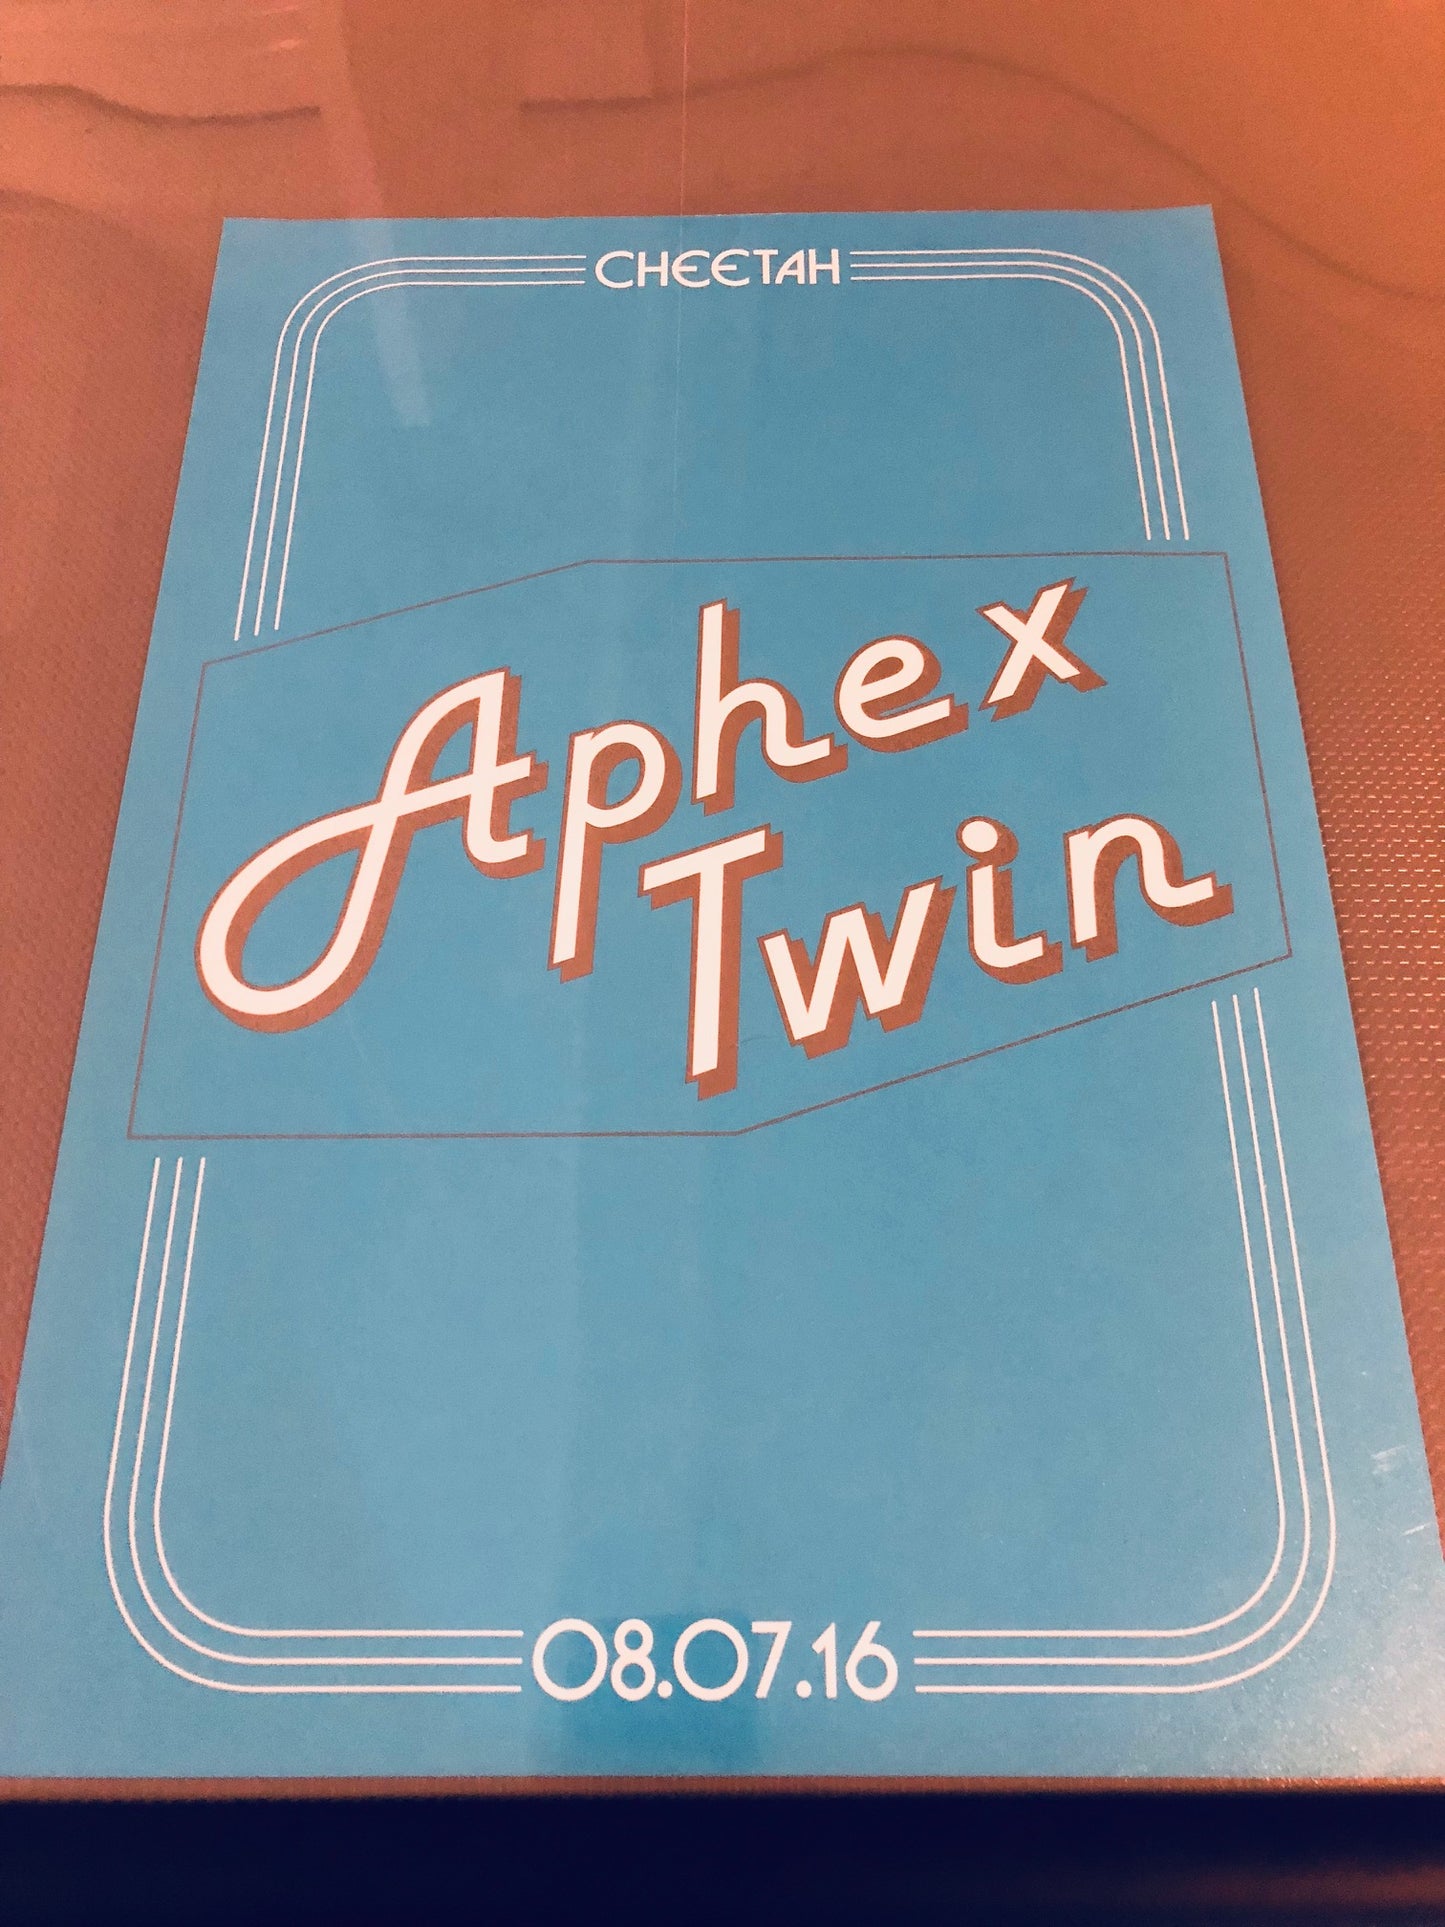 CHEETAH
Aphex
Twin
08.07.16